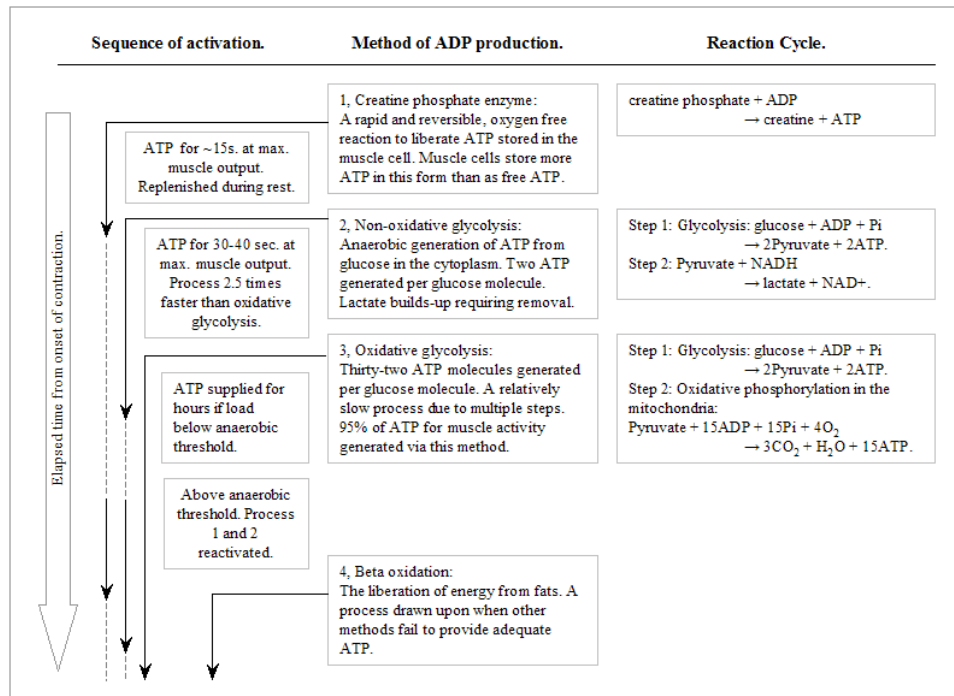 Sequence of activation.
Method of ADP production.
Reaction Cycle.
Elapsed time from onset of contraction.
1, Creatine phosphate enzyme:
A rapid and reversible, oxygen free
reaction to liberate ATP stored in the
muscle cell. Muscle cells store more
ATP in this form than as free ATP.
creatine phosphate + ADP
→ creatine + ATP
ATP for ~15s. at max.
muscle output.
Replenished during rest.
2, Non-oxidative glycolysis:
Anaerobic generation of ATP from
glucose in the cytoplasm. Two ATP
generated per glucose molecule.
Lactate builds-up requiring removal.
Step 1: Glycolysis: glucose + ADP + Pi
→ 2Pyruvate + 2ATP.
Step 2: Pyruvate + NADH
→ lactate + NAD+.
ATP for 30-40 sec. at
max. muscle output.
Process 2.5 times
faster than oxidative
glycolysis.
3, Oxidative glycolysis:
Thirty-two ATP molecules generated
per glucose molecule. A relatively
slow process due to multiple steps.
95% of ATP for muscle activity
generated via this method.
Step 1: Glycolysis: glucose + ADP + Pi
→ 2Pyruvate + 2ATP.
Step 2: Oxidative phosphorylation in the
mitochondria:
Pyruvate + 15ADP + 15Pi + 4O₂
→ 3CO₂ + H₂O + 15ATP.
ATP supplied for
hours if load
below anaerobic
threshold.
Above anaerobic
threshold. Process
1 and 2
reactivated.
4, Beta oxidation:
The liberation of energy from fats. A
process drawn upon when other
methods fail to provide adequate
ATP.